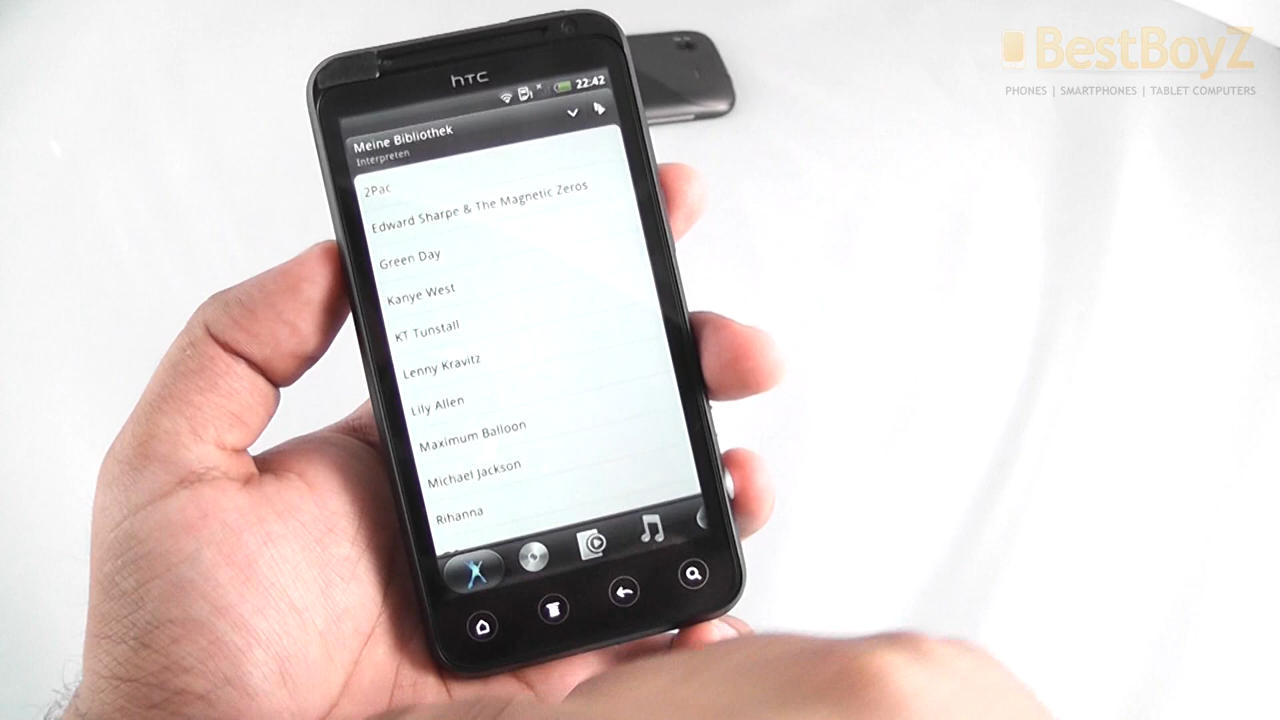 BestBoyZ
PHONES | SMARTPHONES | TABLET COMPUTERS
hTC
22:42
Meine Bibliothek
Interpreten
2Pac
Edward Sharpe & The Magnetic Zeros
Green Day
Kanye West
KT Tunstall
Lenny Kravitz
Lily Allen
Maximum Balloon
Michael Jackson
Rihanna